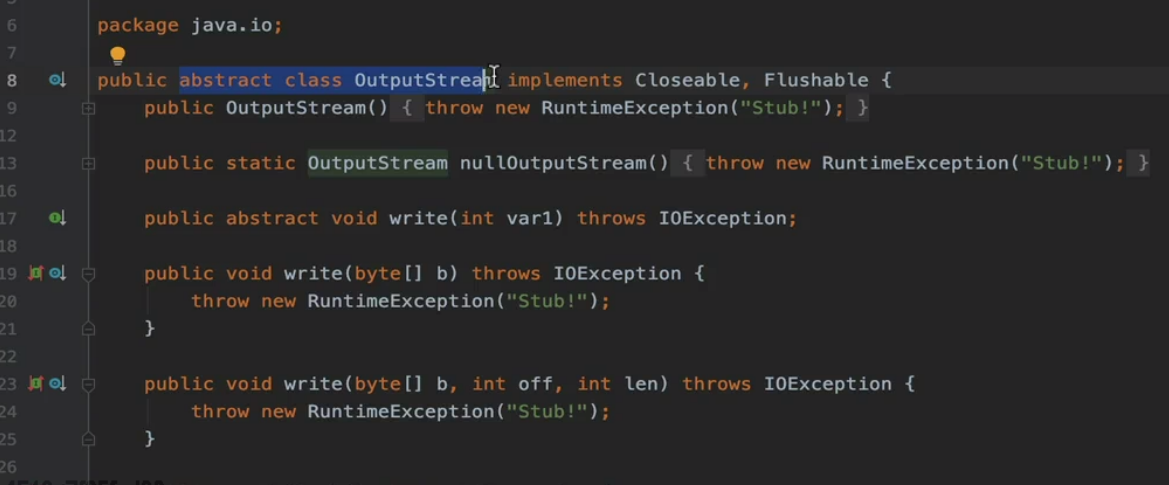 6 package java.io;
7
8 public abstract class OutputStream implements Closeable, Flushable {
9 public OutputStream() { throw new RuntimeException("Stub!"); }
12
13 public static OutputStream nullOutputStream() { throw new RuntimeException("Stub!"); }
16
17 public abstract void write(int var1) throws IOException;
18
19 public void write(byte[] b) throws IOException {
20 throw new RuntimeException("Stub!");
21 }
22
23 public void write(byte[] b, int off, int len) throws IOException {
24 throw new RuntimeException("Stub!");
25 }
26